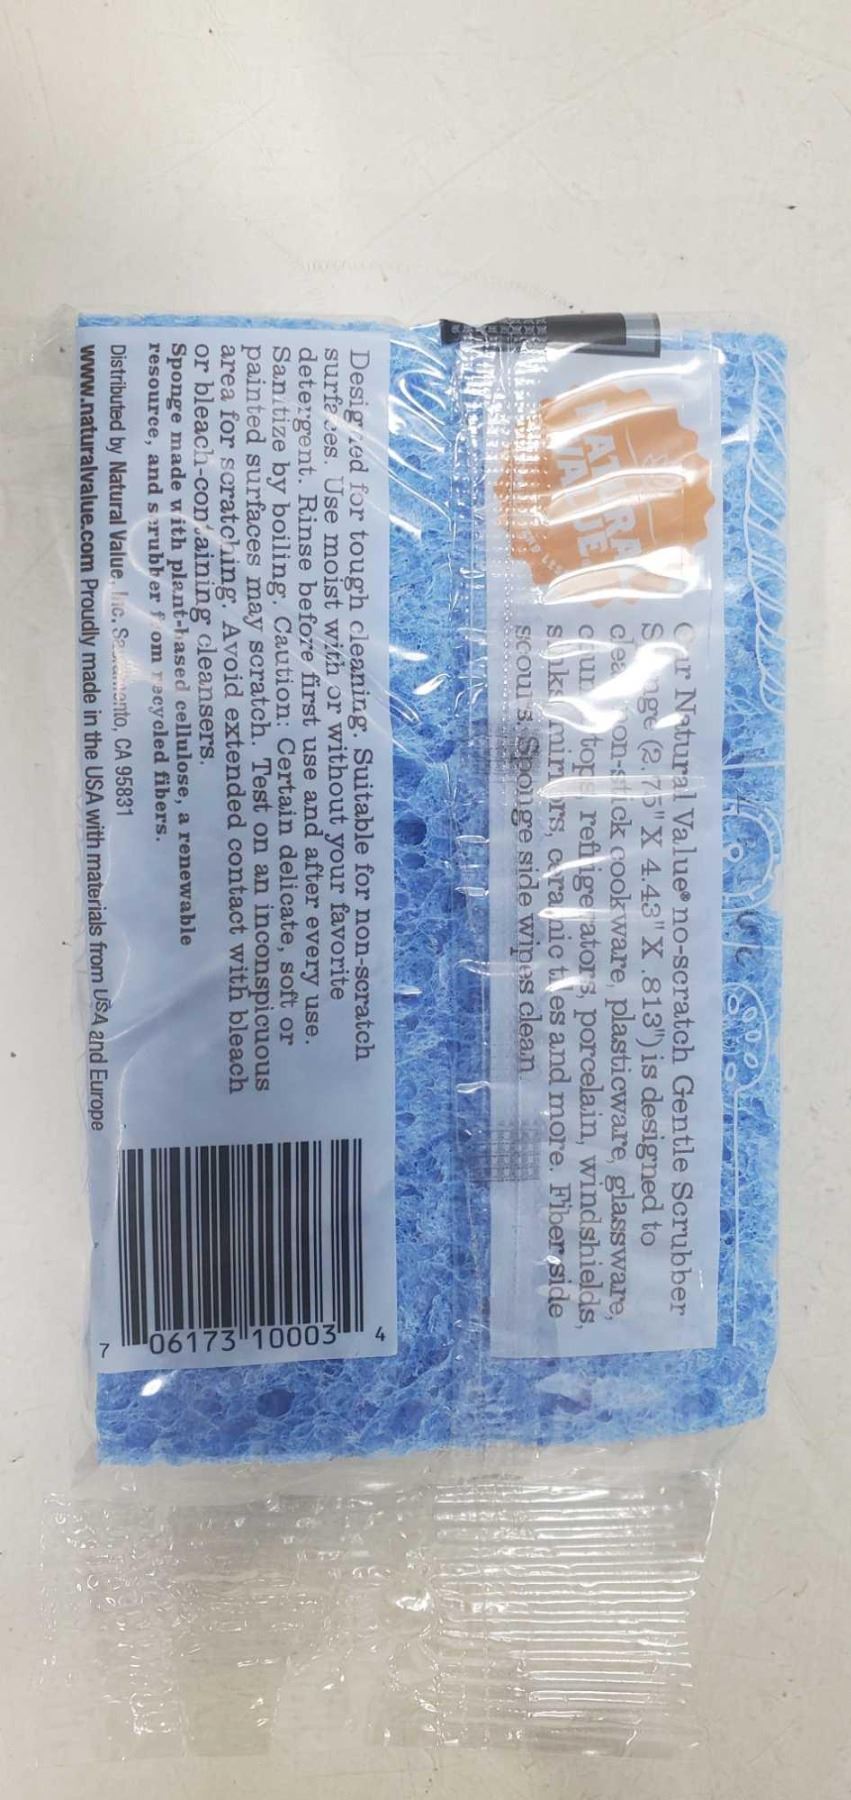 NATURAL
VALUE
Our Natural Value® no-scratch Gentle Scrubber
Sponge (2.75" X 4.43" X .813") is designed to
clean non-stick cookware, plasticware, glassware,
counter tops, refrigerators, porcelain, windshields,
sinks, mirrors, ceramic tiles and more. Fiber side
scours. Sponge side wipes clean.
Designed for tough cleaning. Suitable for non-scratch
surfaces. Use moist with or without your favorite
detergent. Rinse before first use and after every use.
Sanitize by boiling. Caution: Certain delicate, soft or
painted surfaces may scratch. Test on an inconspicuous
area for scratching. Avoid extended contact with bleach
or bleach-containing cleansers.
Sponge made with plant-based cellulose, a renewable
resource, and scrubber from recycled fibers.
Distributed by Natural Value, Inc. Sacramento, CA 95831
www.naturalvalue.com Proudly made in the USA with materials from USA and Europe
7 06173 10003 4